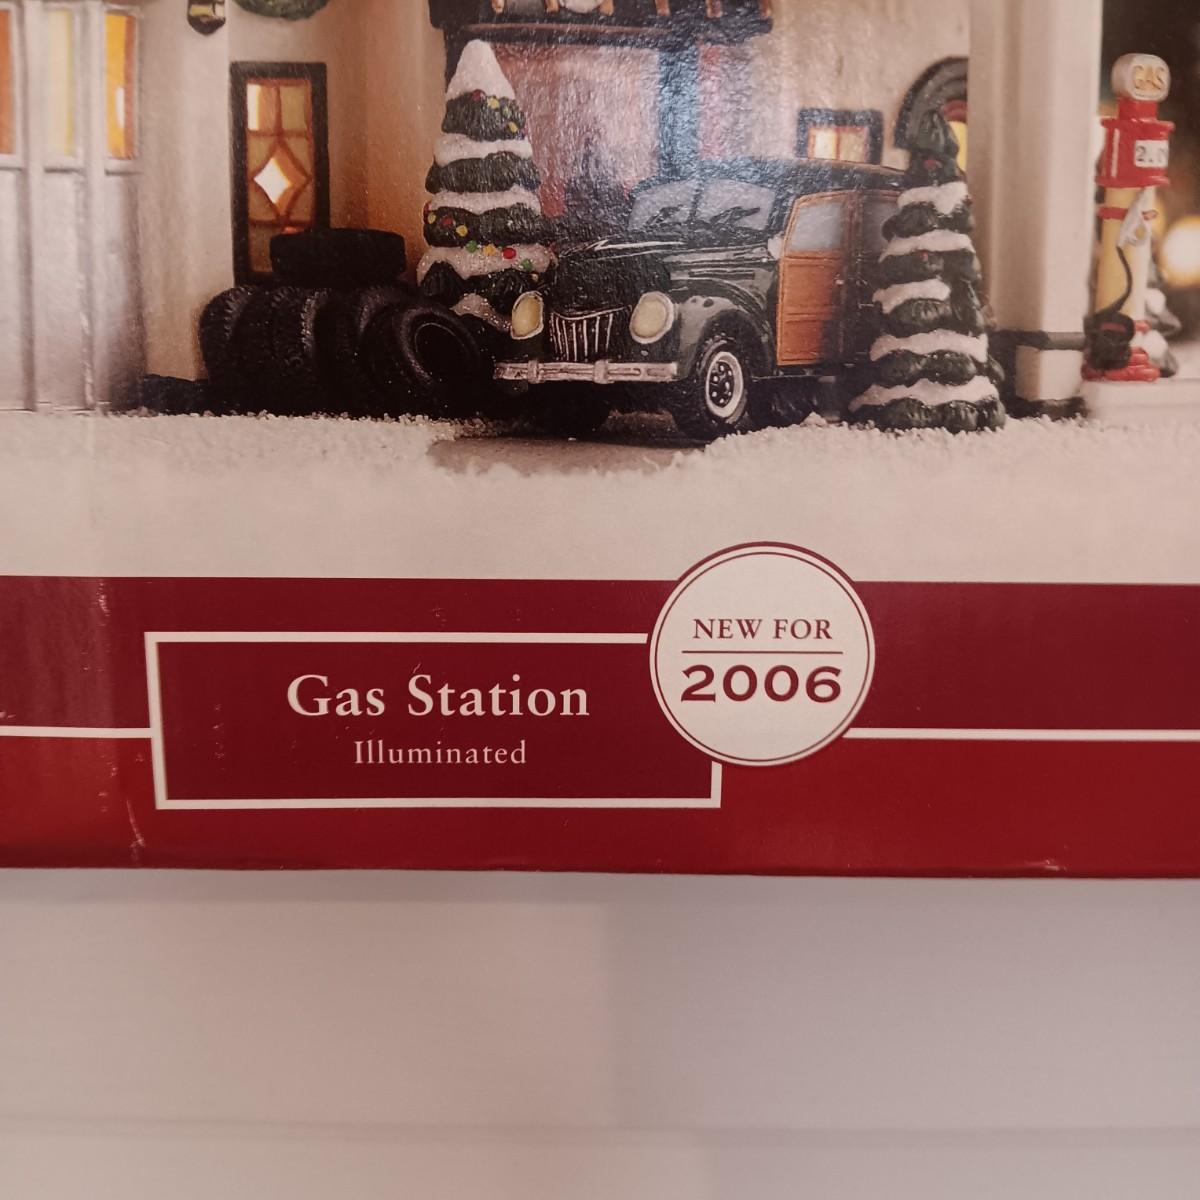 GAS
NEW FOR
2006
Gas Station
Illuminated